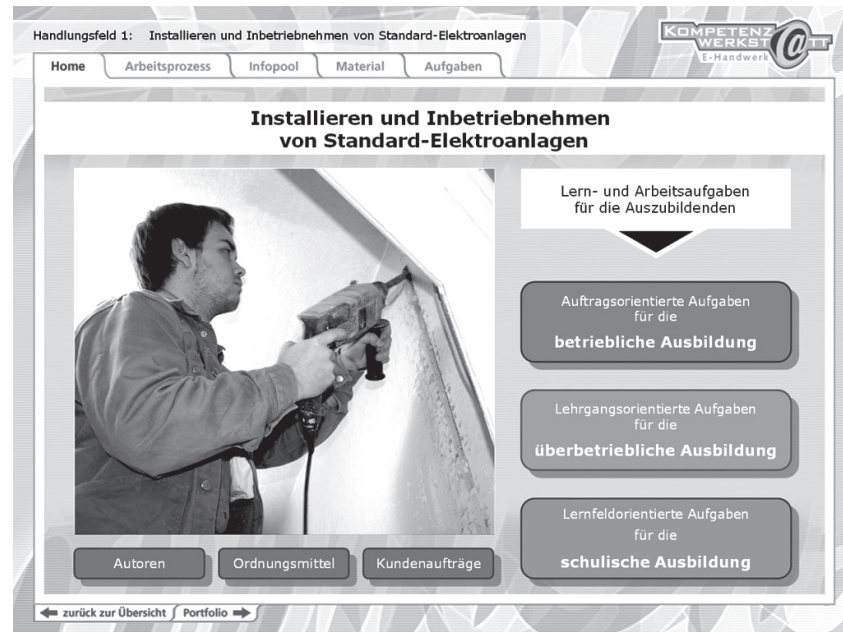 Handlungsfeld 1: Installieren und Inbetriebnehmen von Standard-Elektroanlagen
KOMPETENZ
WERKST@TT
E-Handwerk
Home Arbeitsprozess Infopool Material Aufgaben
Installieren und Inbetriebnehmen
von Standard-Elektroanlagen
Lern- und Arbeitsaufgaben
für die Auszubildenden
Auftragsorientierte Aufgaben
für die
betriebliche Ausbildung
Lehrgangsorientierte Aufgaben
für die
überbetriebliche Ausbildung
Lernfeldorientierte Aufgaben
für die
schulische Ausbildung
Autoren Ordnungsmittel Kundenaufträge
zurück zur Übersicht Portfolio